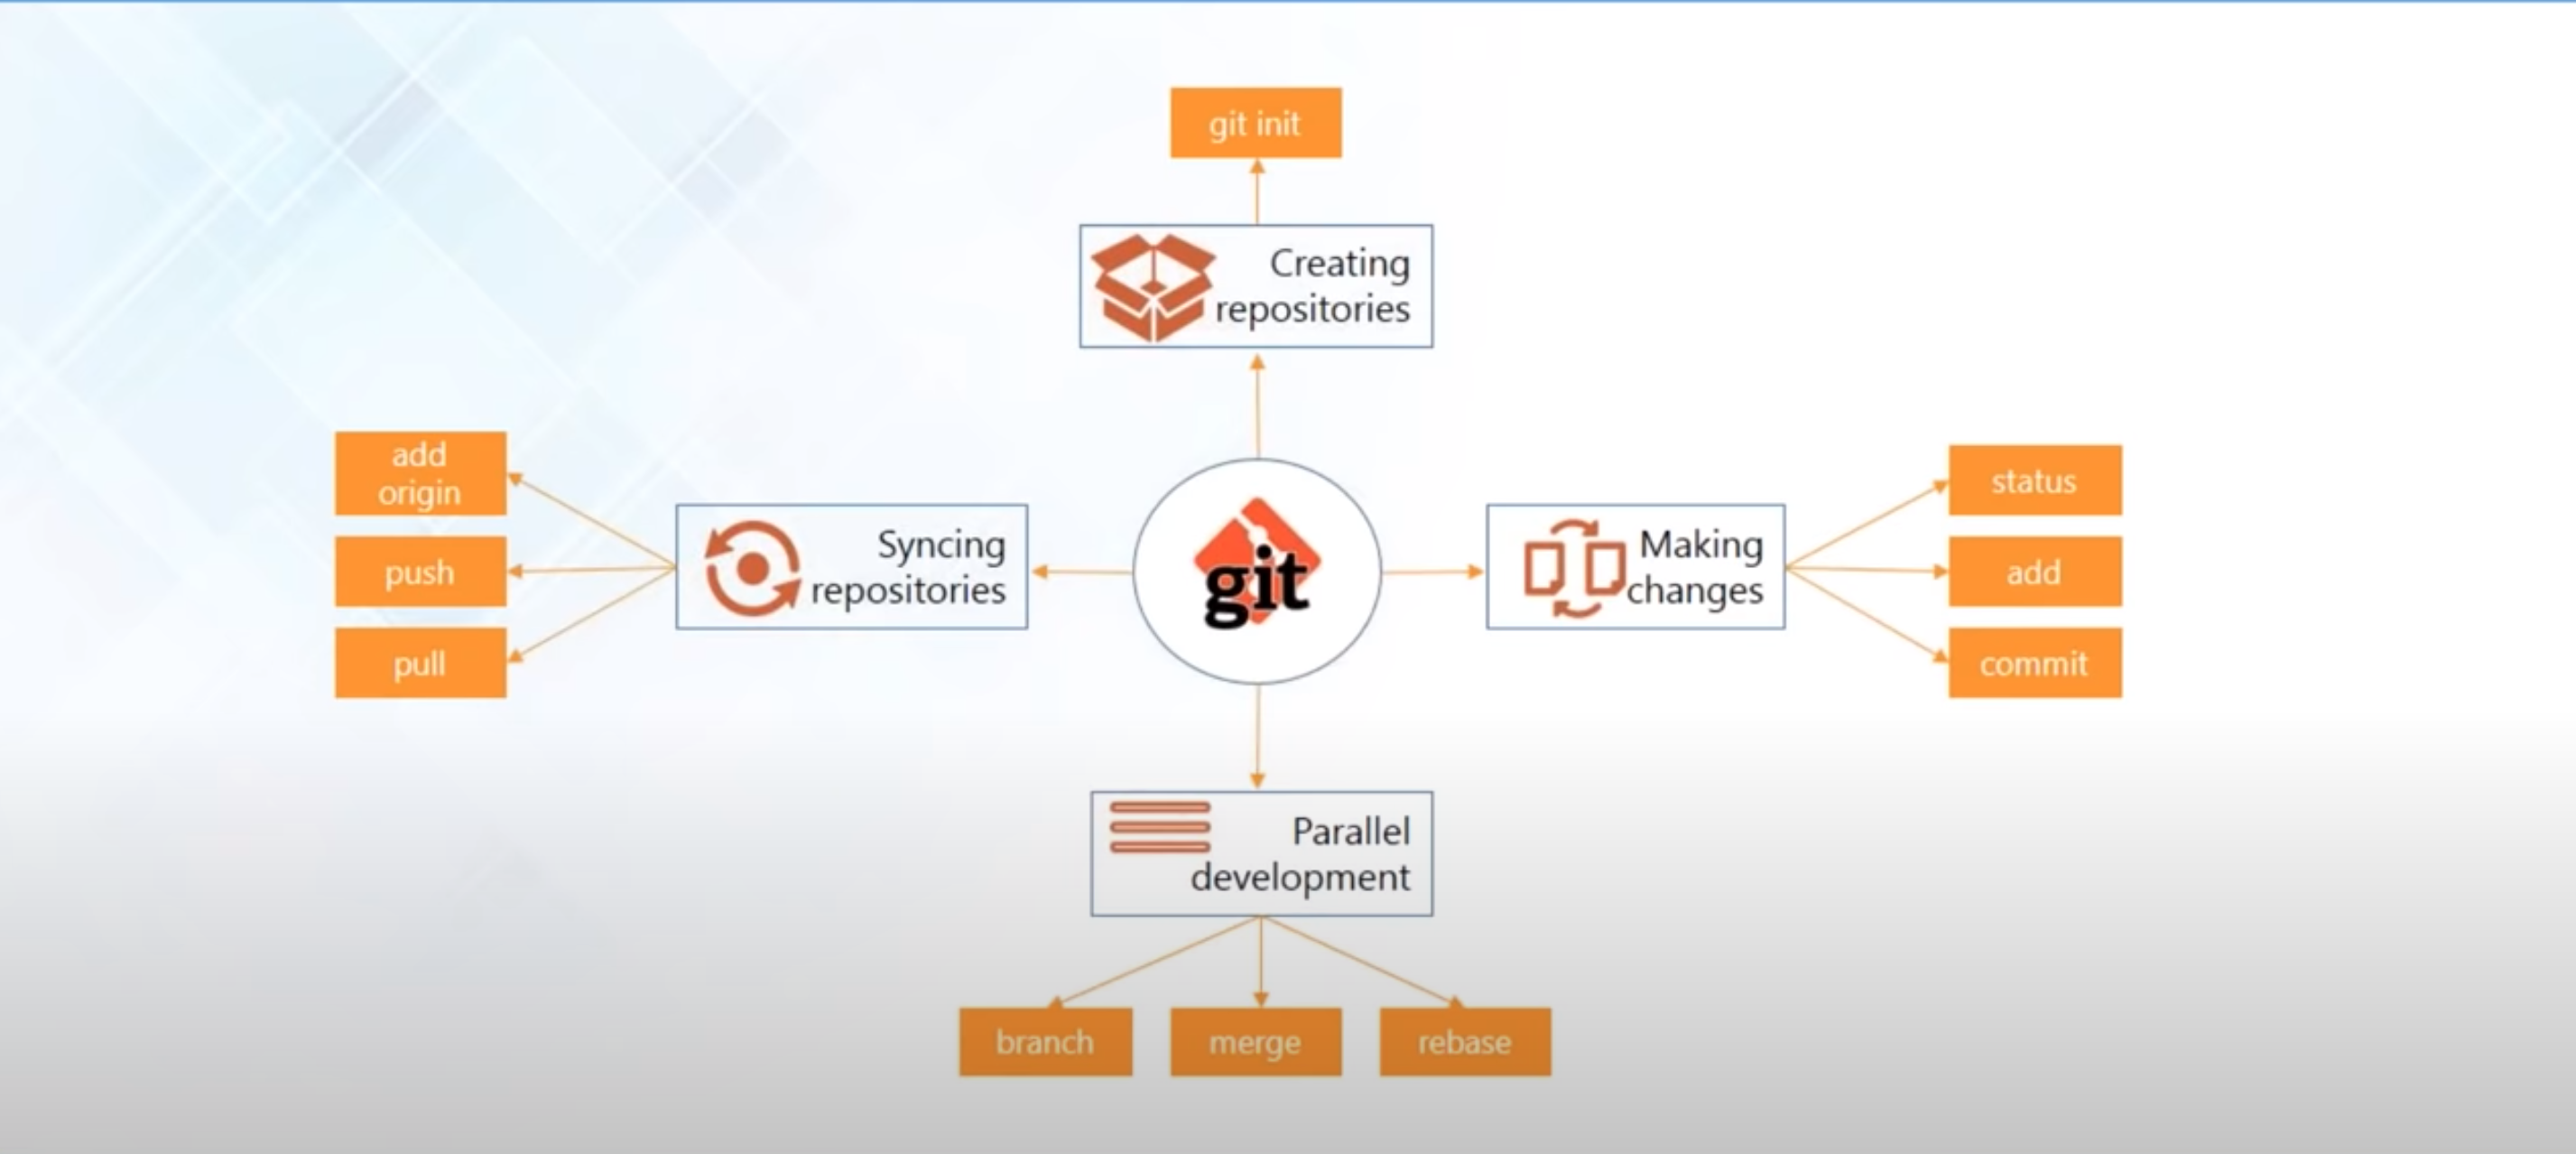 git init
Creating
repositories
add
origin
push
pull
Syncing
repositories
git
Making
changes
status
add
commit
Parallel
development
branch
merge
rebase